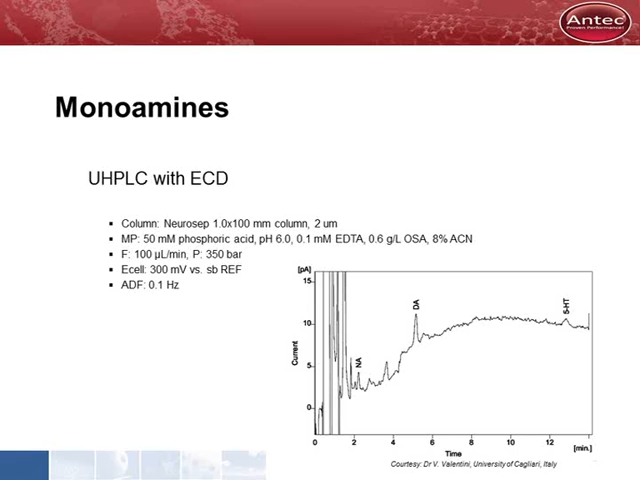 Antec
Proven Performance!
Monoamines
UHPLC with ECD
▪ Column: Neurosep 1.0x100 mm column, 2 um
▪ MP: 50 mM phosphoric acid, pH 6.0, 0.1 mM EDTA, 0.6 g/L OSA, 8% ACN
▪ F: 100 µL/min, P: 350 bar
▪ Ecell: 300 mV vs. sb REF
▪ ADF: 0.1 Hz
[pA]
15
10
5
0
Current
NA
DA
5-HT
0 2 4 6 8 10 12 [min.]
Time
Courtesy: Dr V. Valentini, University of Cagliari, Italy